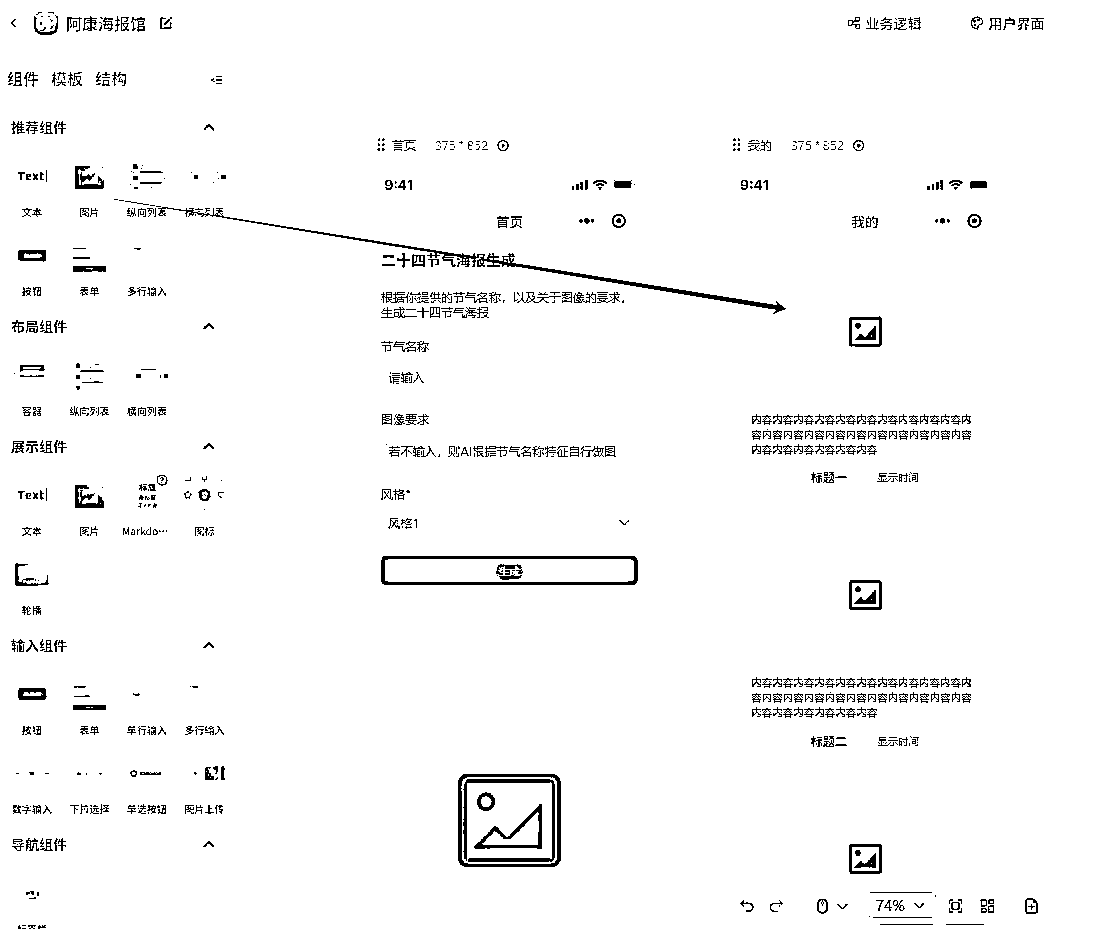 阿康海报馆
业务逻辑
用户界面
组件 模板 结构
推荐组件
Text
文本 图片 纵向列表 横向列表
按钮 表单 多行输入
布局组件
容器 纵向列表 横向列表
展示组件
Text 标题
文本 图片 Markdo··· 图标
轮播
输入组件
按钮 表单 单行输入 多行输入
数字输入 下拉选择 单选按钮 图片上传
导航组件
首页 375*852
9:41
首页
二十四节气海报生成
根据你提供的节气名称，以及关于图像的要求，
生成二十四节气海报
节气名称
请输入
图像要求
若不输入，则AI根据节气名称特征自行做图
风格*
风格1
生成
我的 375*852
9:41
我的
内容内容内容内容内容内容内容内容内容内容内
容内容内容内容内容内容内容内容内容内容内容
内容内容内容内容内容内容
标题一 显示时间
内容内容内容内容内容内容内容内容内容内容内
容内容内容内容内容内容内容内容内容内容内容
内容内容内容内容内容内容
标题二 显示时间
74%